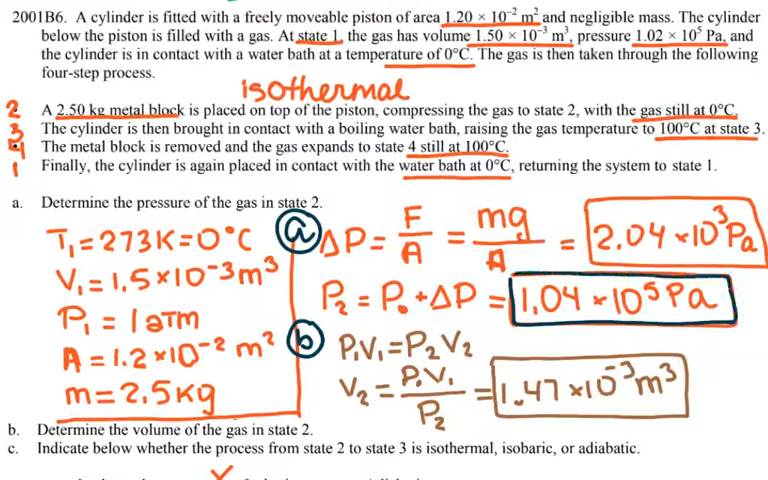 2001B6. A cylinder is fitted with a freely moveable piston of area 1.20 × 10⁻² m² and negligible mass. The cylinder
below the piston is filled with a gas. At state 1, the gas has volume 1.50 × 10⁻³ m³, pressure 1.02 × 10⁵ Pa, and
the cylinder is in contact with a water bath at a temperature of 0°C. The gas is then taken through the following
four-step process.
isothermal
2 A 2.50 kg metal block is placed on top of the piston, compressing the gas to state 2, with the gas still at 0°C.
3 The cylinder is then brought in contact with a boiling water bath, raising the gas temperature to 100°C at state 3.
4 The metal block is removed and the gas expands to state 4 still at 100°C.
1 Finally, the cylinder is again placed in contact with the water bath at 0°C, returning the system to state 1.
a. Determine the pressure of the gas in state 2.
T₁ = 273K = 0°C
V₁ = 1.5×10⁻³m³
P₁ = 1 aTm
A = 1.2×10⁻² m²
m = 2.5Kg
ⓐ ΔP = F/A = mg/A = 2.04×10³Pa
P₂ = P₀ + ΔP = 1.04×10⁵Pa
ⓑ P₁V₁ = P₂V₂
V₂ = P₁V₁/P₂ = 1.47×10⁻³m³
b. Determine the volume of the gas in state 2.
c. Indicate below whether the process from state 2 to state 3 is isothermal, isobaric, or adiabatic.